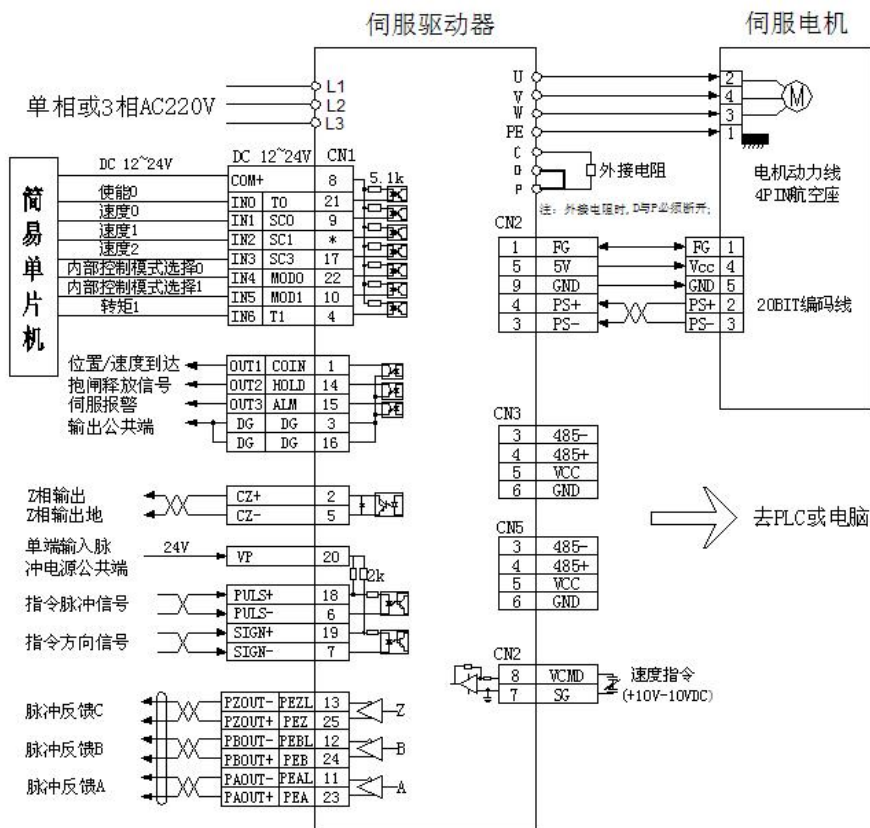 伺服驱动器
伺服电机
单相或3相AC220V
L1
L2
L3
U
V
W
PE
C
D
P
外接电阻
注: 外接电阻时, D与P必须断开;
2
4
3
1
M
电机动力线
4PIN航空座
简易单片机
DC 12~24V
使能0
速度0
速度1
速度2
内部控制模式选择0
内部控制模式选择1
转矩1
DC 12~24V CN1
COM+ 8
IN0 T0 21
IN1 SC0 9
IN2 SC1 *
IN3 SC3 17
IN4 MOD0 22
IN5 MOD1 10
IN6 T1 4
5.1k
CN2
1 FG FG 1
5 5V Vcc 4
9 GND GND 5
4 PS+ PS+ 2
3 PS- PS- 3
20BIT编码线
位置/速度到达 OUT1 COIN 1
抱闸释放信号 OUT2 HOLD 14
伺服报警 OUT3 ALM 15
输出公共端 DG DG 3
DG DG 16
CN3
3 485-
4 485+
5 VCC
6 GND
Z相输出 CZ+ 2
Z相输出地 CZ- 5
去PLC或电脑
CN5
3 485-
4 485+
5 VCC
6 GND
单端输入脉
冲电源公共端
24V VP 20
2k
指令脉冲信号
PULS+ 18
PULS- 6
指令方向信号
SIGN+ 19
SIGN- 7
CN2
8 VCMD
7 SG
速度指令
(+10V-10VDC)
脉冲反馈C
PZOUT- PEZL 13
PZOUT+ PEZ 25
Z
脉冲反馈B
PBOUT- PEBL 12
PBOUT+ PEB 24
B
脉冲反馈A
PAOUT- PEAL 11
PAOUT+ PEA 23
A